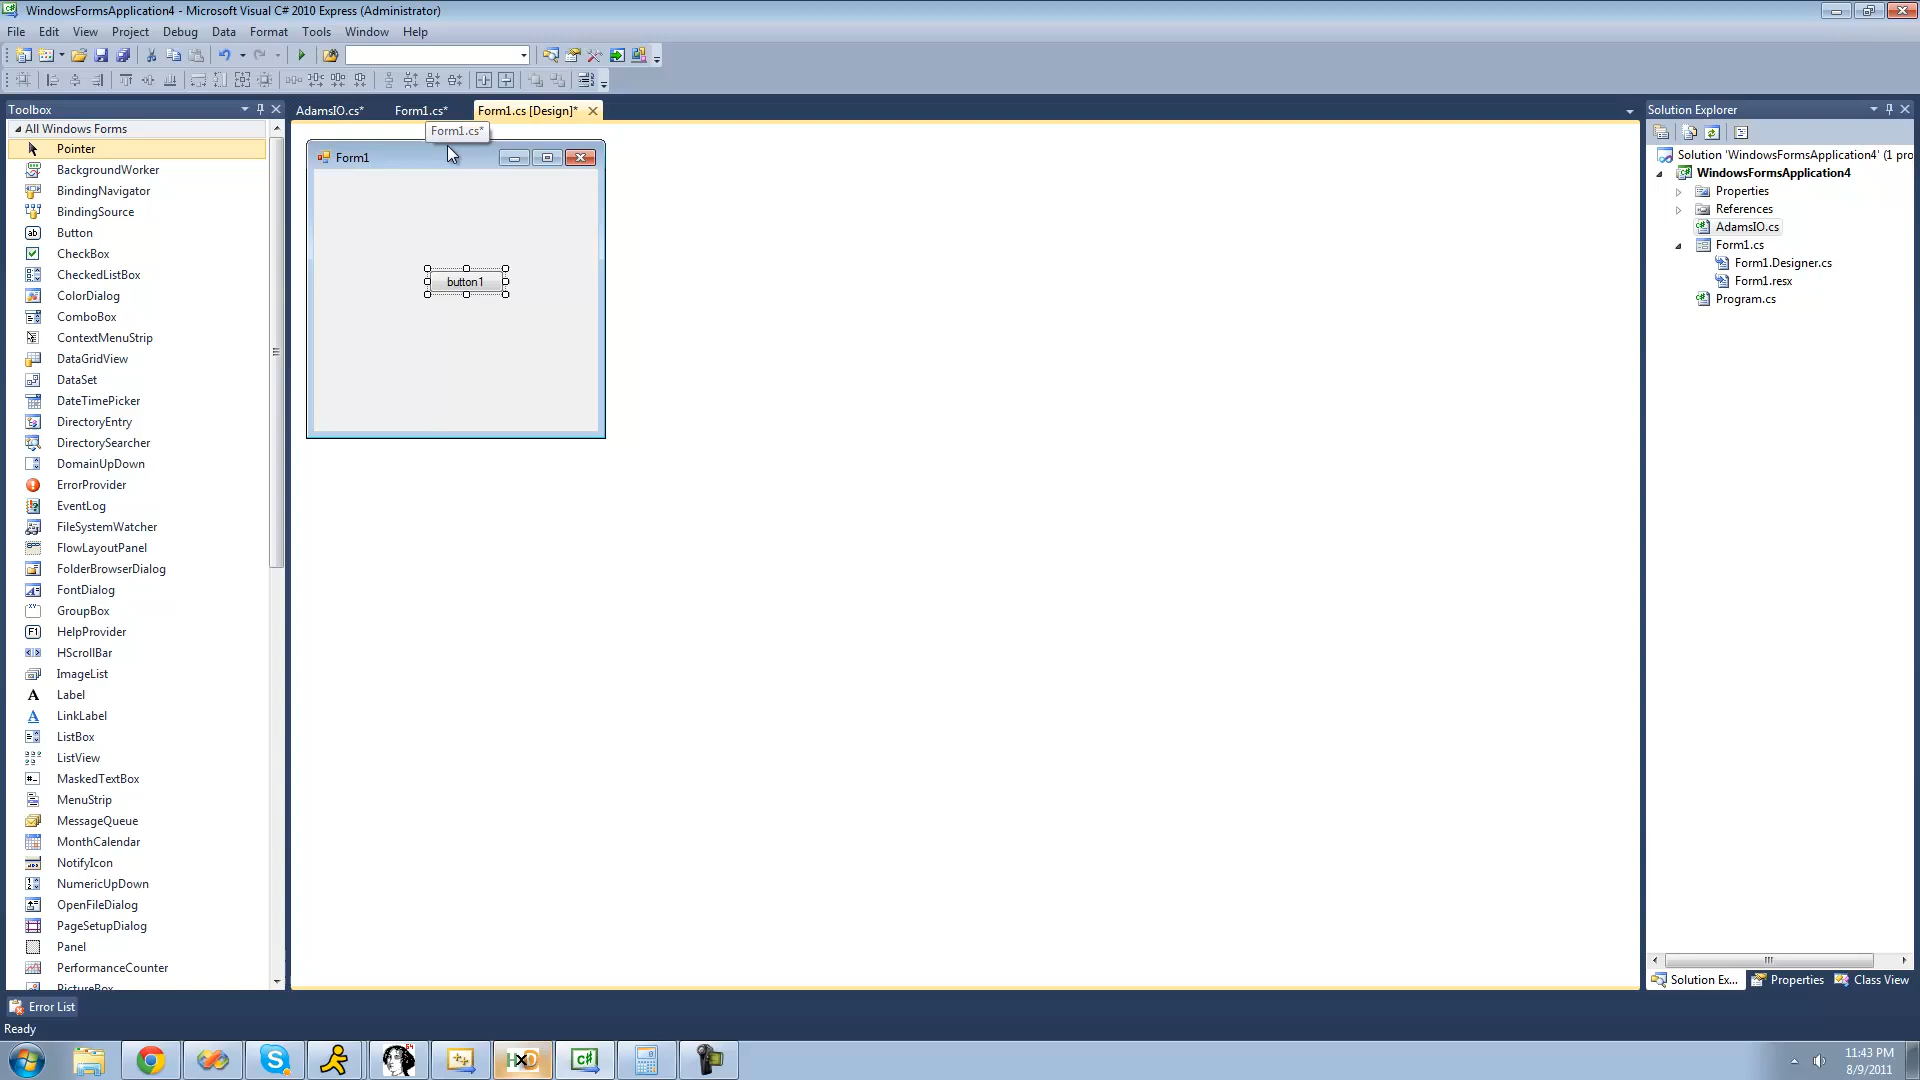 WindowsFormsApplication4 - Microsoft Visual C# 2010 Express (Administrator)
File Edit View Project Debug Data Format Tools Window Help
Toolbox
All Windows Forms
Pointer
BackgroundWorker
BindingNavigator
BindingSource
Button
CheckBox
CheckedListBox
ColorDialog
ComboBox
ContextMenuStrip
DataGridView
DataSet
DateTimePicker
DirectoryEntry
DirectorySearcher
DomainUpDown
ErrorProvider
EventLog
FileSystemWatcher
FlowLayoutPanel
FolderBrowserDialog
FontDialog
GroupBox
HelpProvider
HScrollBar
ImageList
Label
LinkLabel
ListBox
ListView
MaskedTextBox
MenuStrip
MessageQueue
MonthCalendar
NotifyIcon
NumericUpDown
OpenFileDialog
PageSetupDialog
Panel
PerformanceCounter
PictureBox
AdamsIO.cs* Form1.cs* Form1.cs [Design]*
Form1.cs*
Form1
button1
Solution Explorer
Solution 'WindowsFormsApplication4' (1 pro
WindowsFormsApplication4
Properties
References
AdamsIO.cs
Form1.cs
Form1.Designer.cs
Form1.resx
Program.cs
Solution Ex... Properties Class View
Error List
Ready
11:43 PM
8/9/2011